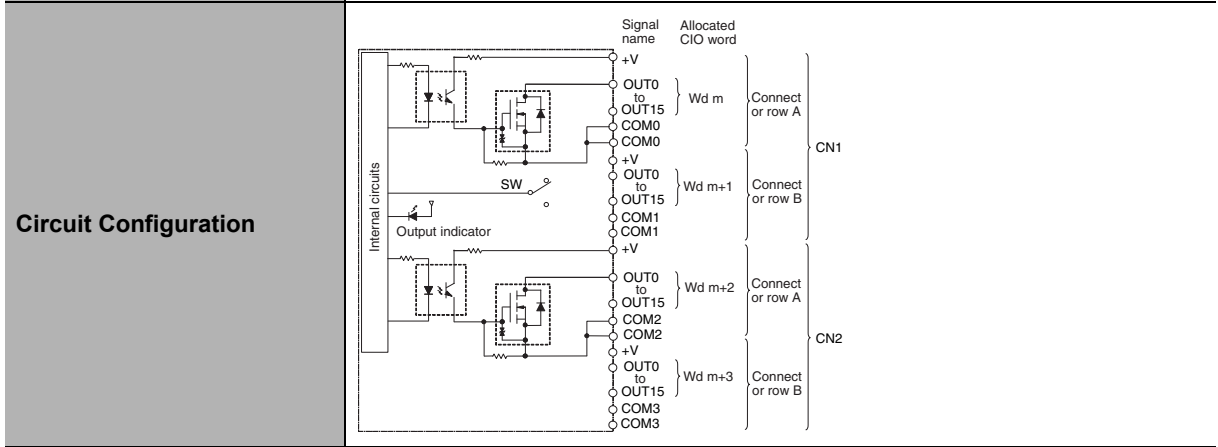 Circuit Configuration
Signal name
Allocated CIO word
Internal circuits
SW
Output indicator
+V
OUT0
to
OUT15
COM0
COM0
Wd m
Connect
or row A
+V
OUT0
to
OUT15
COM1
COM1
Wd m+1
Connect
or row B
CN1
+V
OUT0
to
OUT15
COM2
COM2
Wd m+2
Connect
or row A
+V
OUT0
to
OUT15
COM3
COM3
Wd m+3
Connect
or row B
CN2